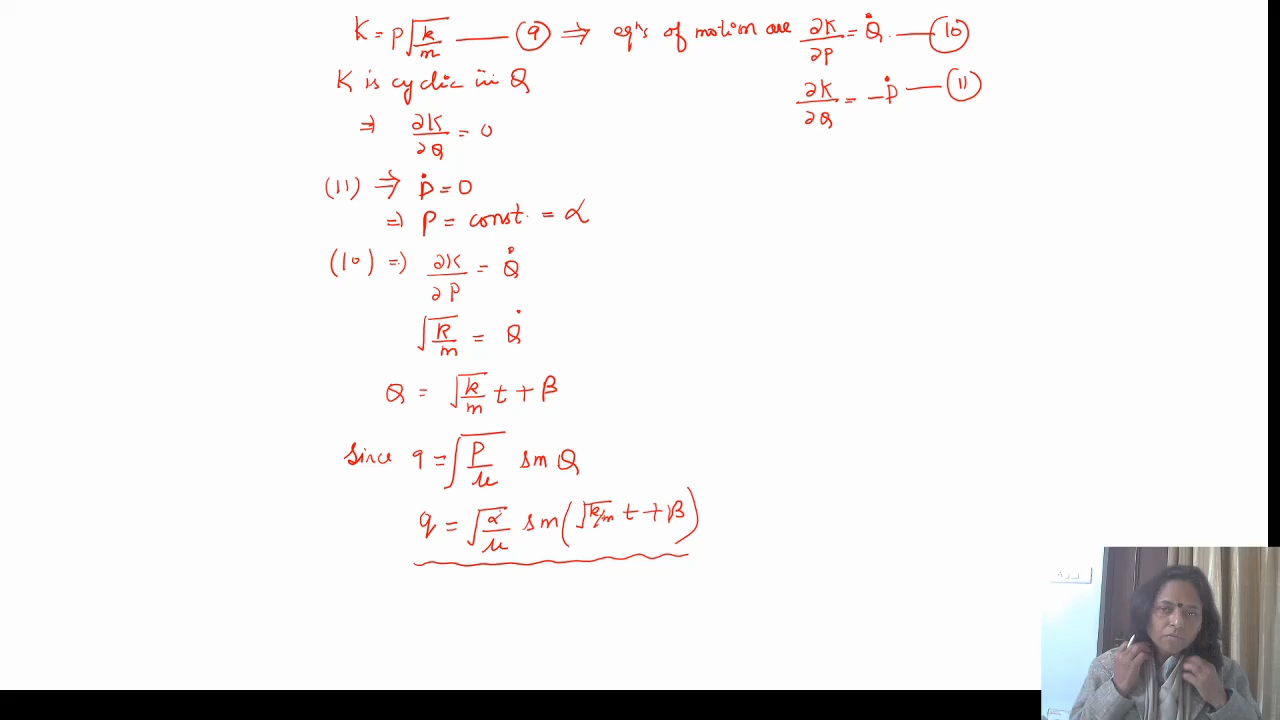 K = P√(k/m) —— (9) ⇒ eqⁿs of motion are ∂K/∂P = Q̇ —— (10)
K is cyclic in Q
∂K/∂Q = -Ṗ —— (11)
⇒ ∂K/∂Q = 0
(11) ⇒ Ṗ = 0
⇒ P = const. = α
(10) ⇒ ∂K/∂P = Q̇
√(k/m) = Q̇
Q = √(k/m) t + β
Since q = √(P/μ) sin Q
q = √(α/μ) sin(√(k/m) t + β)